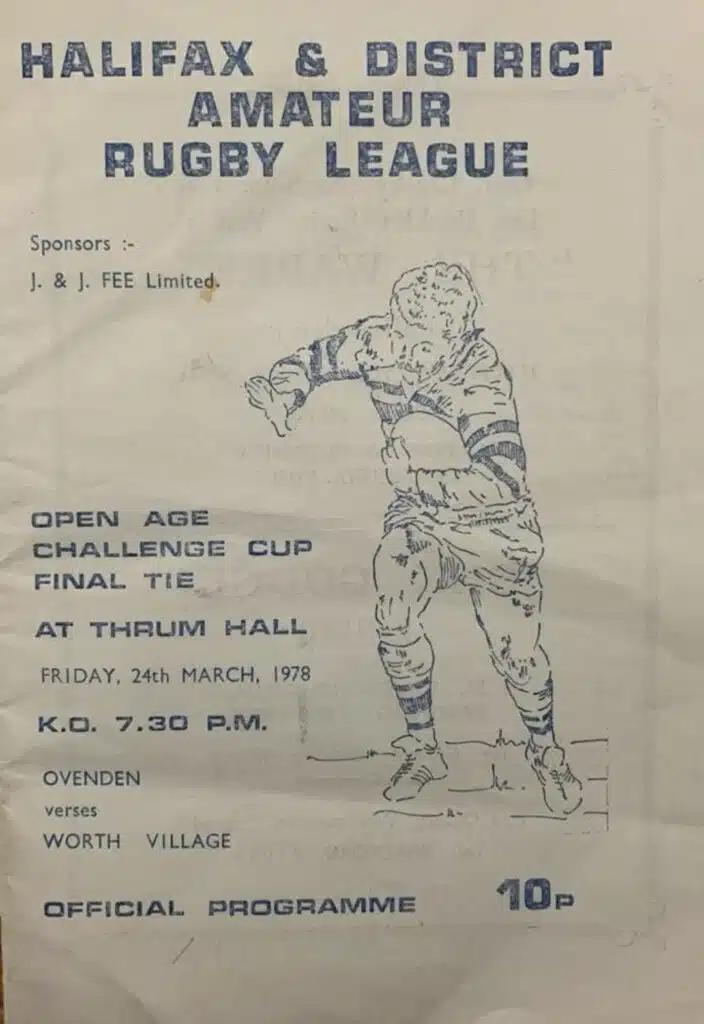 HALIFAX & DISTRICT
AMATEUR
RUGBY LEAGUE
Sponsors :-
J. & J. FEE Limited.
OPEN AGE
CHALLENGE CUP
FINAL TIE
AT THRUM HALL
FRIDAY, 24th MARCH, 1978
K.O. 7.30 P.M.
OVENDEN
verses
WORTH VILLAGE
OFFICIAL PROGRAMME 10p